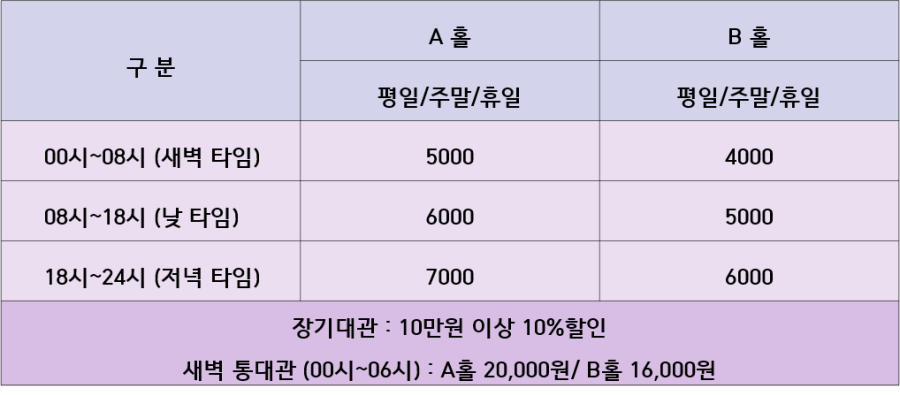 구 분
A 홀
B 홀
평일/주말/휴일
평일/주말/휴일
00시~08시 (새벽 타임)
5000
4000
08시~18시 (낮 타임)
6000
5000
18시~24시 (저녁 타임)
7000
6000
장기대관 : 10만원 이상 10%할인
새벽 통대관 (00시~06시) : A홀 20,000원/ B홀 16,000원